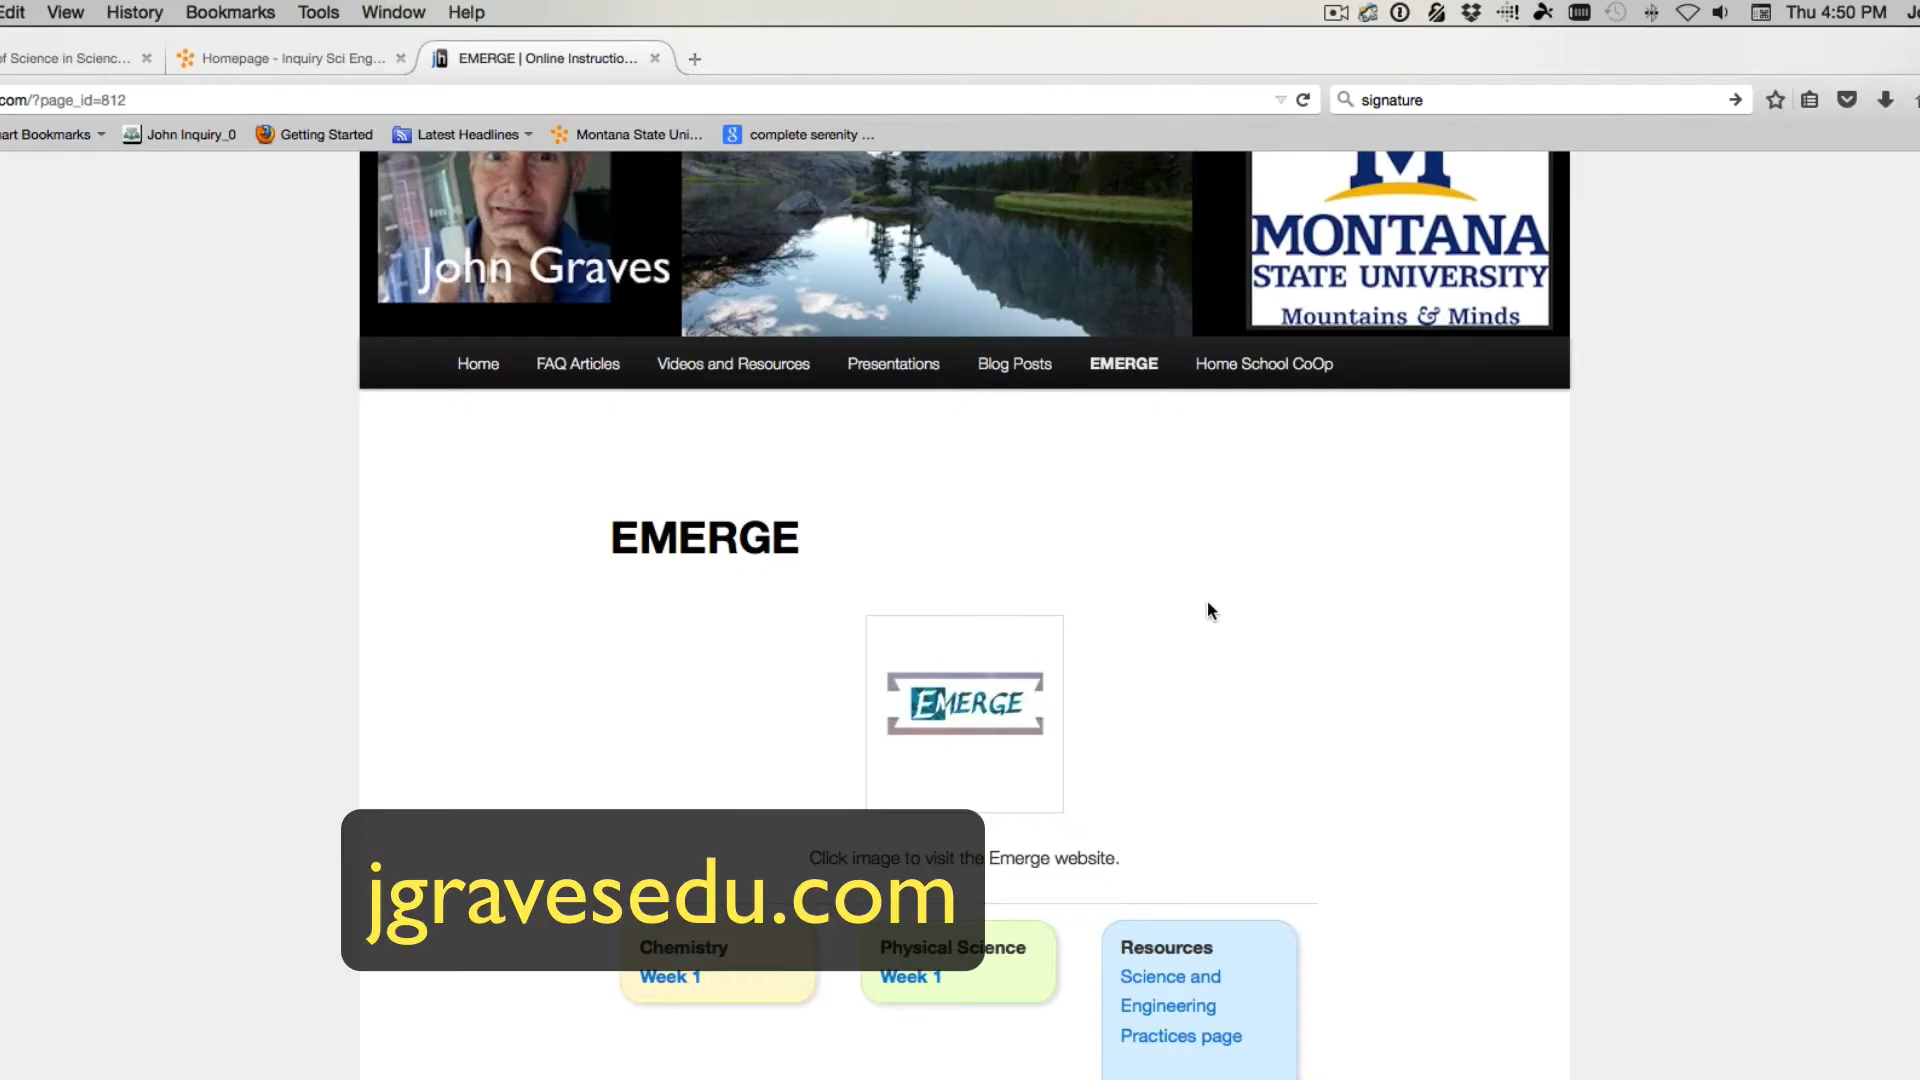 Edit View History Bookmarks Tools Window Help Thu 4:50 PM
of Science in Scienc... Homepage - Inquiry Sci Eng... EMERGE | Online Instructio...
com/?page_id=812 signature
art Bookmarks John Inquiry_0 Getting Started Latest Headlines Montana State Uni... complete serenity ...
John Graves
M
MONTANA
STATE UNIVERSITY
Mountains & Minds
Home FAQ Articles Videos and Resources Presentations Blog Posts EMERGE Home School CoOp
EMERGE
EMERGE
Click image to visit the Emerge website.
jgravesedu.com
Chemistry
Week 1
Physical Science
Week 1
Resources
Science and
Engineering
Practices page